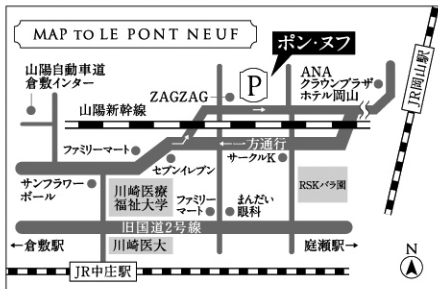 MAP TO LE PONT NEUF
ポン・ヌフ
P
JR岡山駅
山陽自動車道
倉敷インター
ZAGZAG
ANA
クラウンプラザ
ホテル岡山
山陽新幹線
→
ファミリーマート
←一方通行
セブンイレブン
サークルK
サンフラワー
ボール
川崎医療
福祉大学
ファミリー
マート
まんだい
眼科
RSKバラ園
旧国道2号線
←倉敷駅
川崎医大
庭瀬駅→
JR中庄駅
N